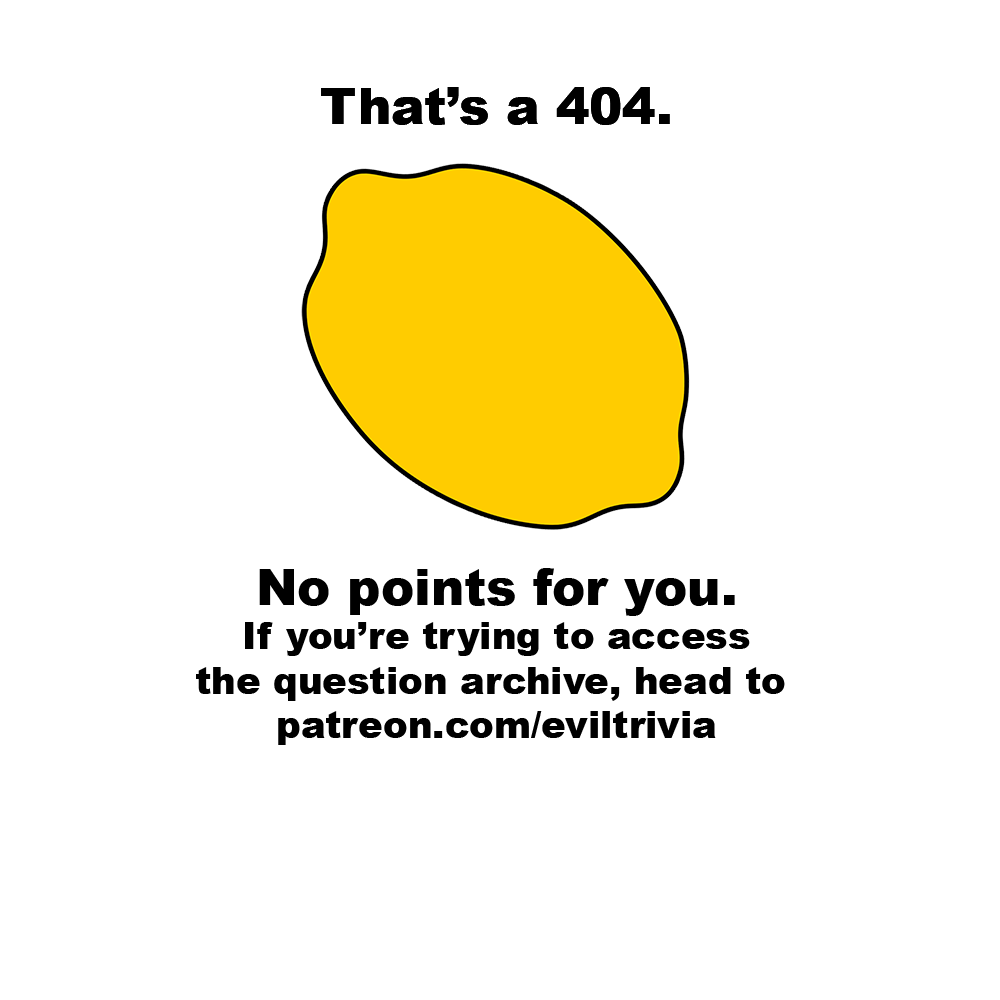 That’s a 404.
No points for you.
If you’re trying to access
the question archive, head to
patreon.com/eviltrivia